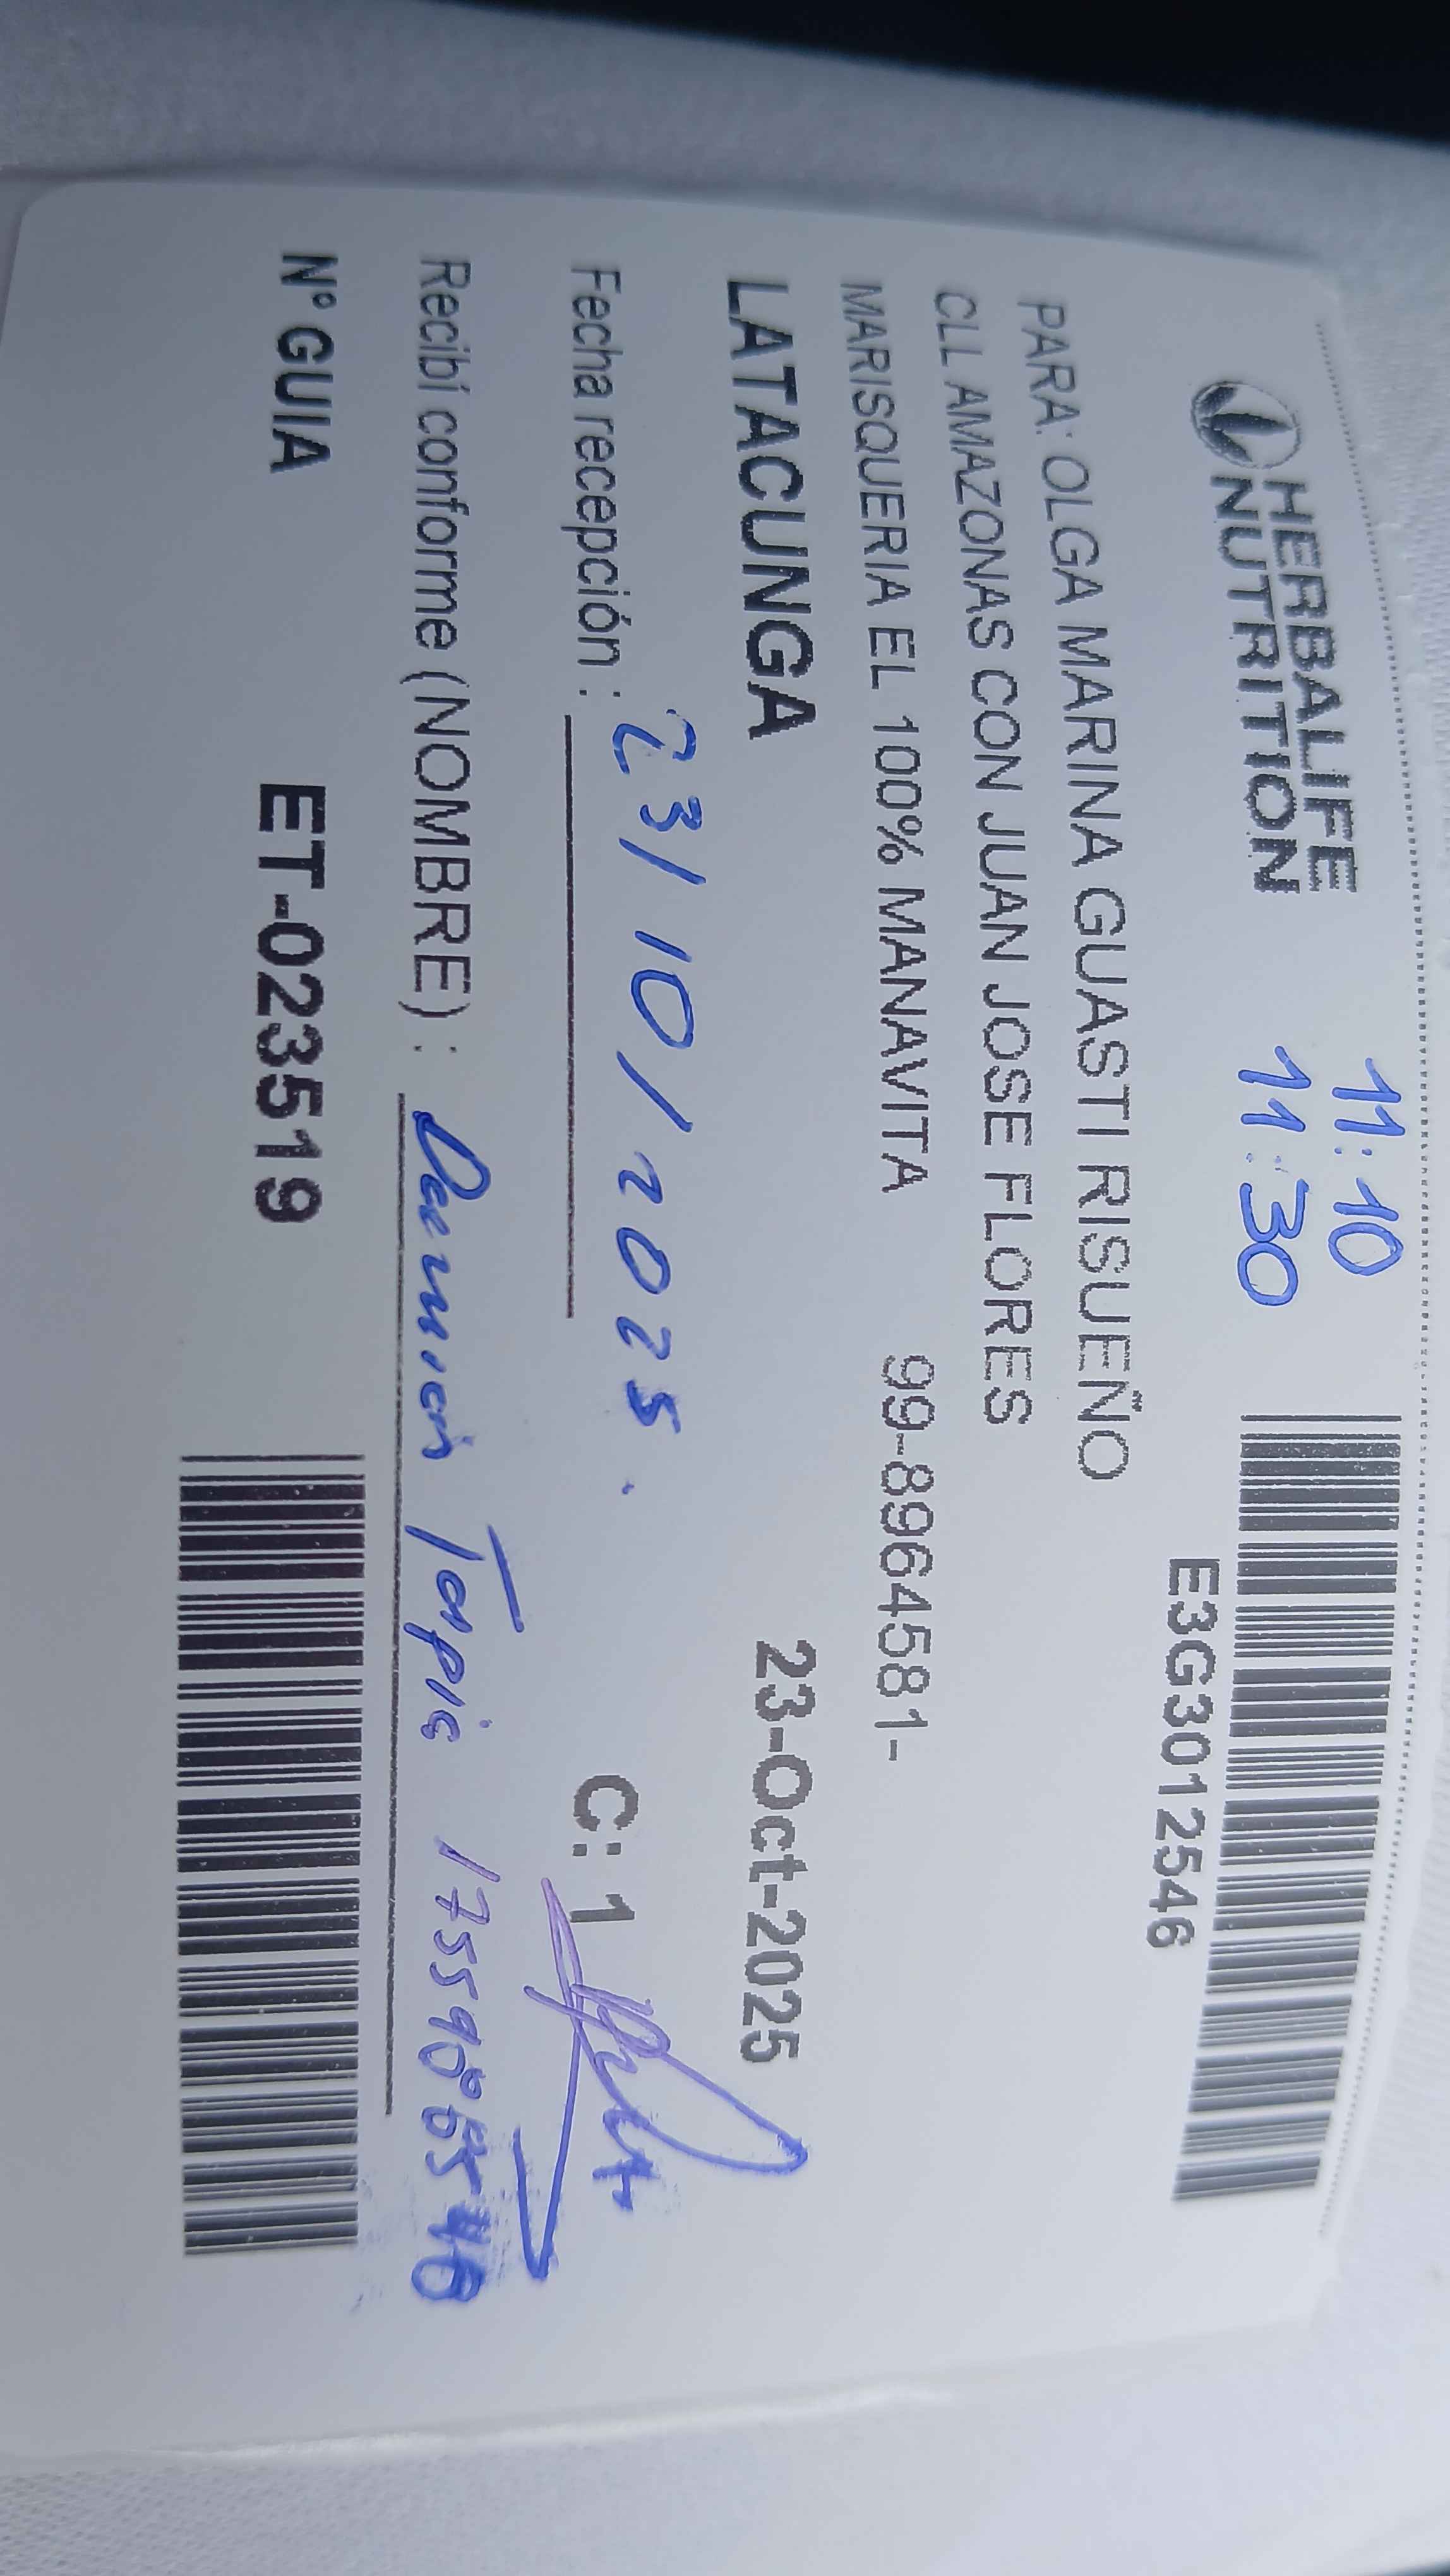 HERBALIFE
NUTRITION
11:10
11:30
E3G3012546
PARA: OLGA MARINA GUASTI RISUEÑO
CLL AMAZONAS CON JUAN JOSE FLORES
MARISQUERIA EL 100% MANAVITA 99-8964581-
LATACUNGA 23-Oct-2025
Fecha recepción : 23/10/2025. C: 1
Recibí conforme (NOMBRE) : Tapia
N° GUIA ET-023519